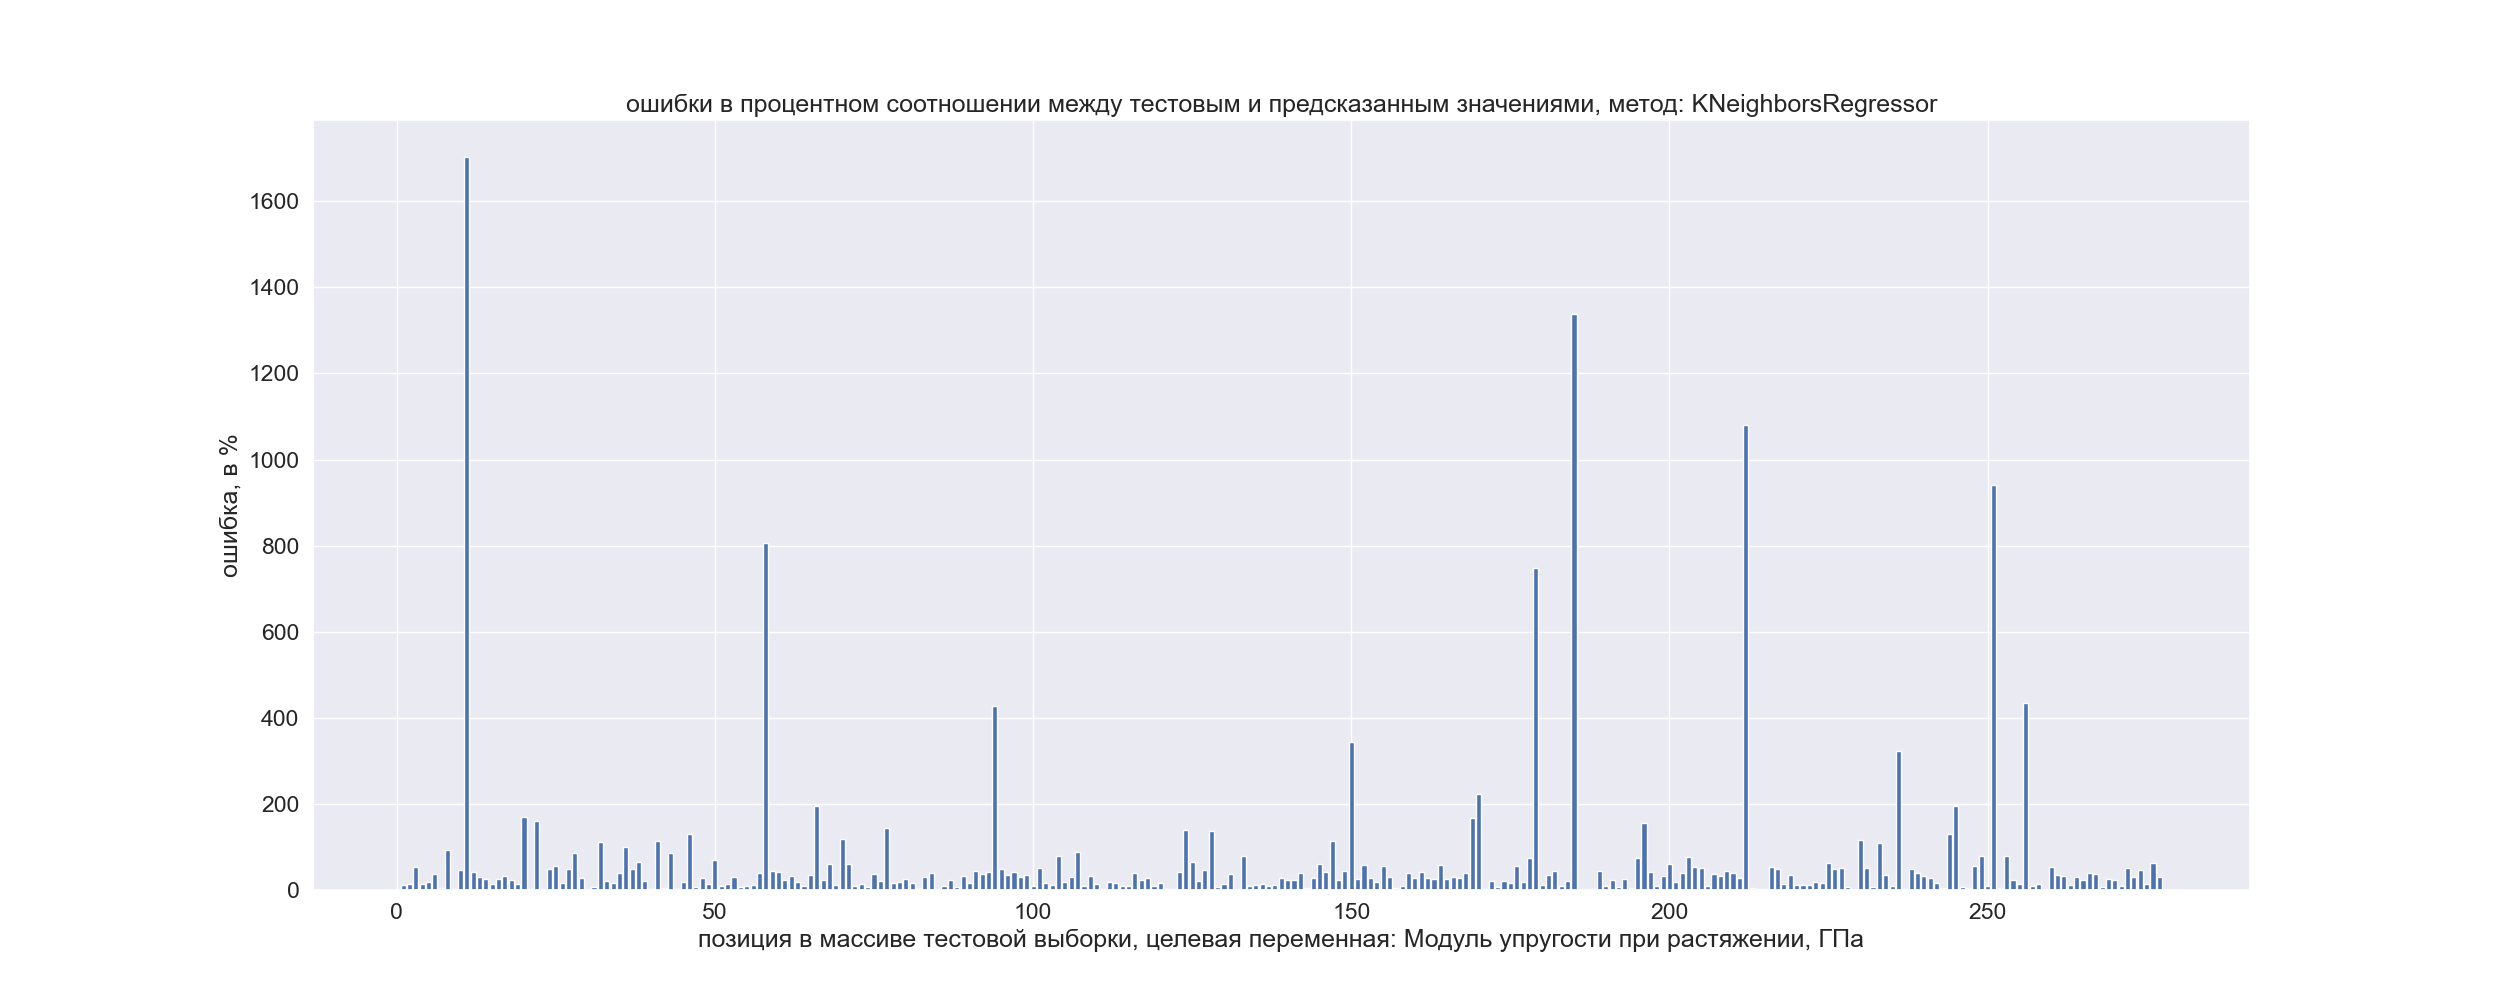 ошибки в процентном соотношении между тестовым и предсказанным значениями, метод: KNeighborsRegressor
ошибка, в %
1600
1400
1200
1000
800
600
400
200
0
0 50 100 150 200 250
позиция в массиве тестовой выборки, целевая переменная: Модуль упругости при растяжении, ГПа